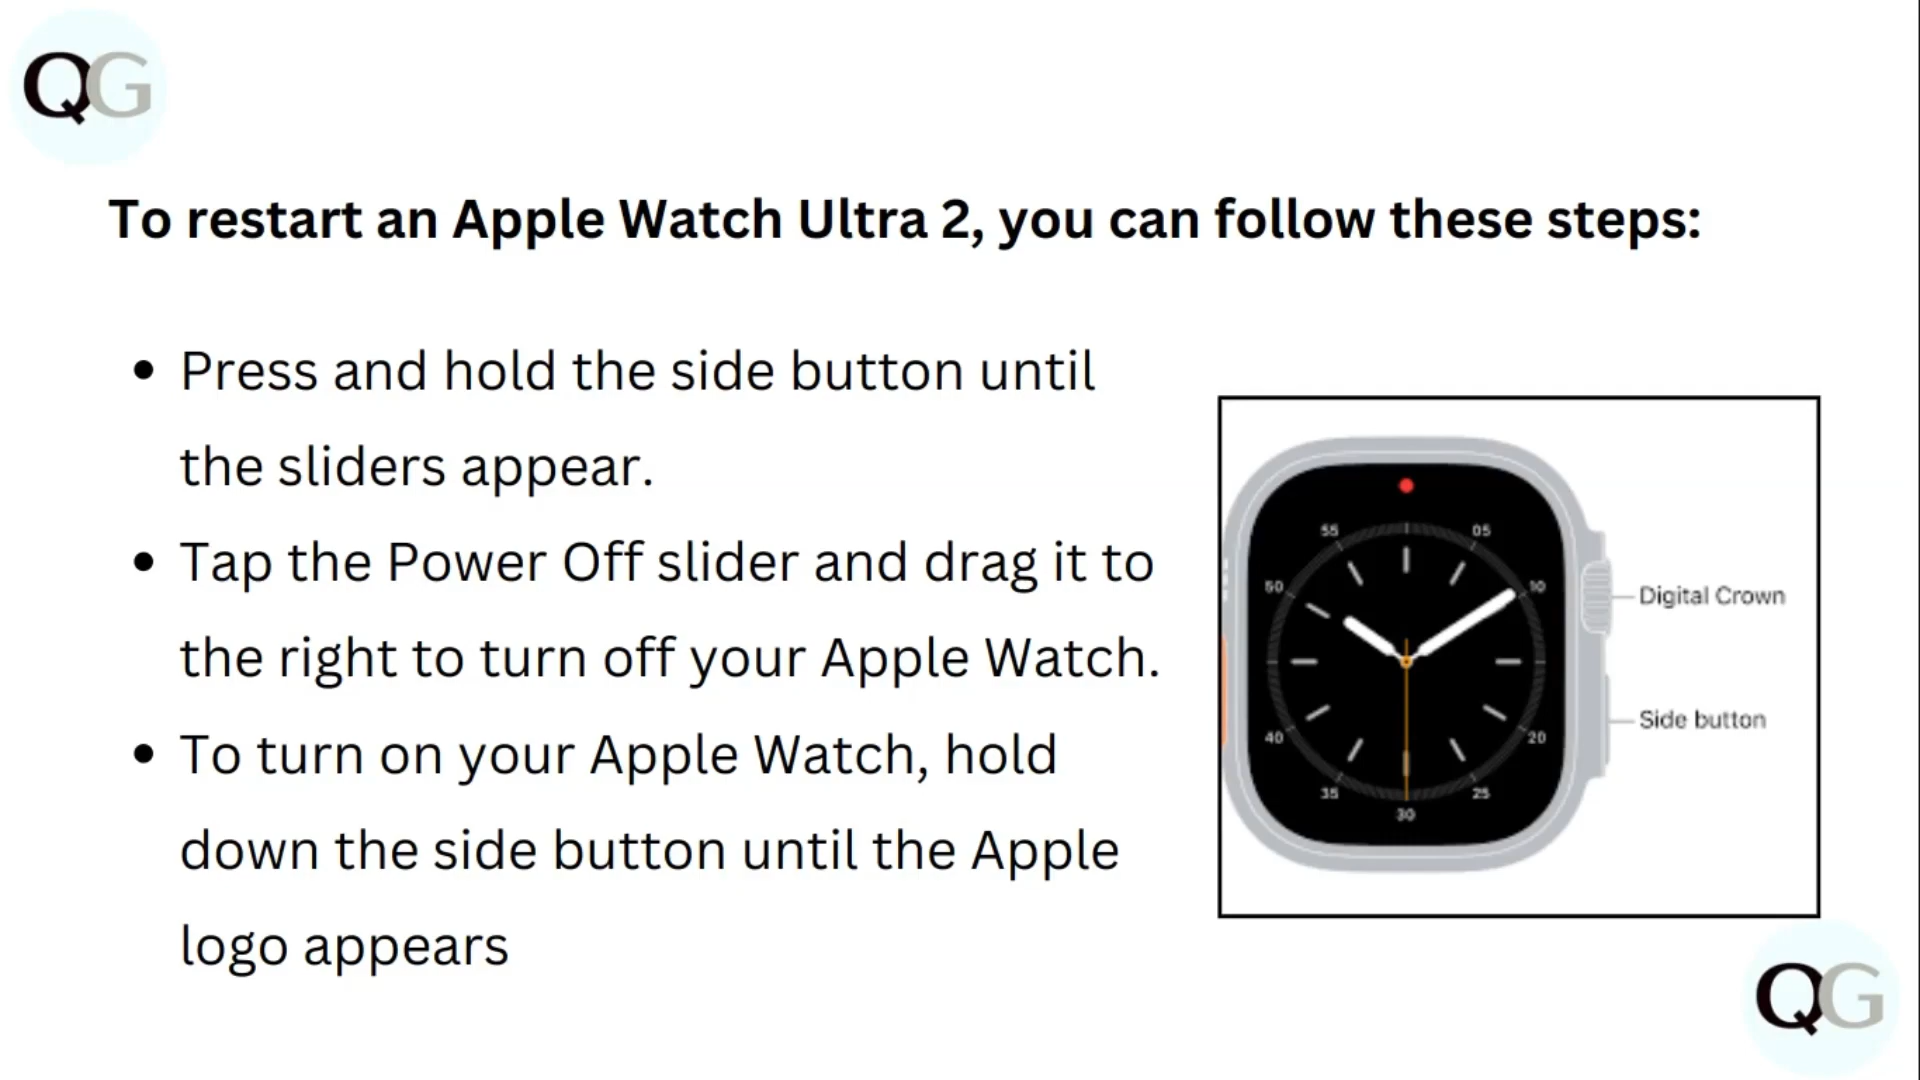 QG
To restart an Apple Watch Ultra 2, you can follow these steps:
• Press and hold the side button until
the sliders appear.
• Tap the Power Off slider and drag it to
the right to turn off your Apple Watch.
• To turn on your Apple Watch, hold
down the side button until the Apple
logo appears
55 05
50 10
Digital Crown
Side button
40 20
35 25
30
QG